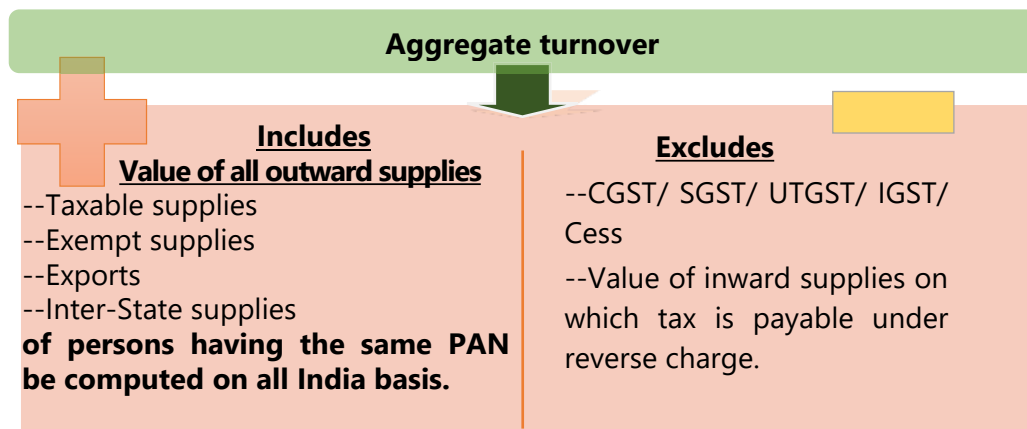 Aggregate turnover
Includes
Value of all outward supplies
--Taxable supplies
--Exempt supplies
--Exports
--Inter-State supplies
of persons having the same PAN
be computed on all India basis.
Excludes
--CGST/ SGST/ UTGST/ IGST/
Cess
--Value of inward supplies on
which tax is payable under
reverse charge.